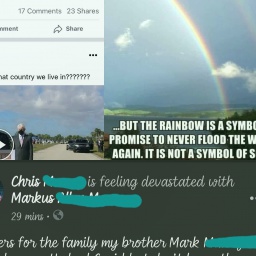 17 Comments 23 Shares
mment
Share
hat country we live in???????
...BUT THE RAINBOW IS A SYMBO
PROMISE TO NEVER FLOOD THE W
AGAIN. IT IS NOT A SYMBOL OF S
Chris is feeling devastated with
Markus
29 mins
ers for the family my brother Mark